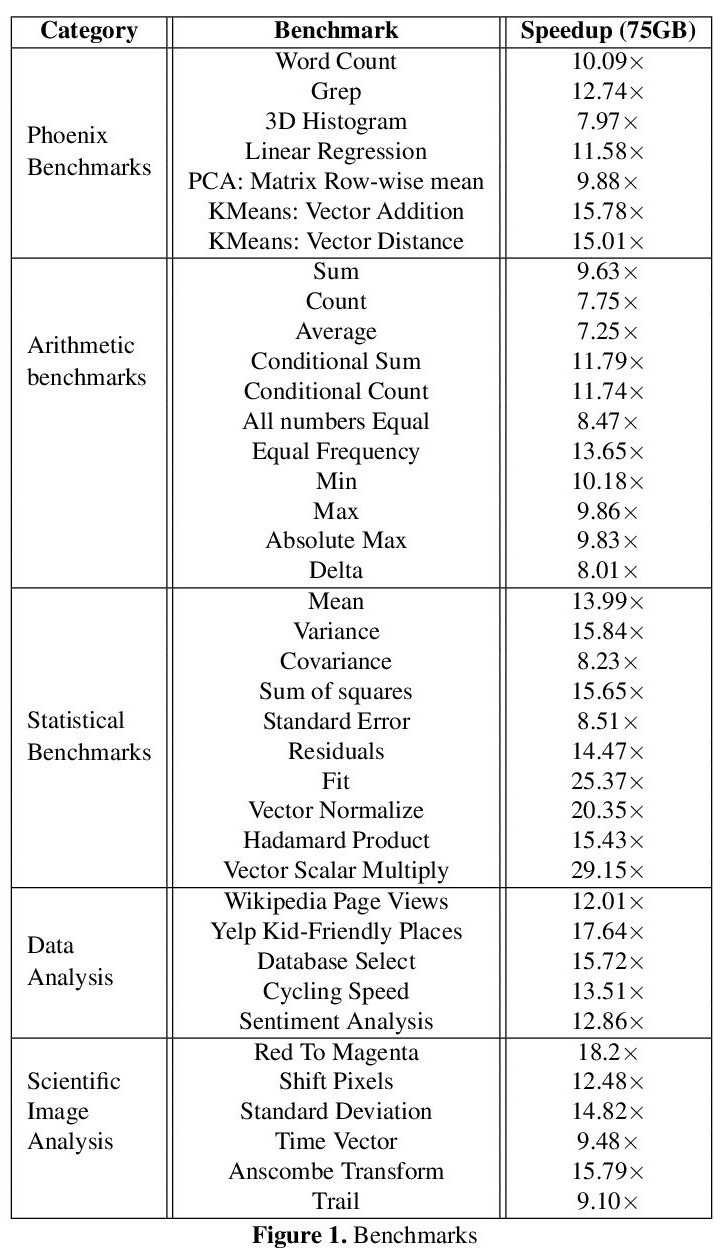 Category Benchmark Speedup (75GB)
Word Count 10.09×
Grep 12.74×
3D Histogram 7.97×
Phoenix
Linear Regression 11.58×
Benchmarks
PCA: Matrix Row-wise mean 9.88×
KMeans: Vector Addition 15.78×
KMeans: Vector Distance 15.01×
Sum 9.63×
Count 7.75×
Average 7.25×
Arithmetic
Conditional Sum 11.79×
benchmarks
Conditional Count 11.74×
All numbers Equal 8.47×
Equal Frequency 13.65×
Min 10.18×
Max 9.86×
Absolute Max 9.83×
Delta 8.01×
Mean 13.99×
Variance 15.84×
Covariance 8.23×
Sum of squares 15.65×
Statistical
Standard Error 8.51×
Benchmarks
Residuals 14.47×
Fit 25.37×
Vector Normalize 20.35×
Hadamard Product 15.43×
Vector Scalar Multiply 29.15×
Wikipedia Page Views 12.01×
Yelp Kid-Friendly Places 17.64×
Data
Database Select 15.72×
Analysis
Cycling Speed 13.51×
Sentiment Analysis 12.86×
Red To Magenta 18.2×
Scientific Shift Pixels 12.48×
Image Standard Deviation 14.82×
Analysis Time Vector 9.48×
Anscombe Transform 15.79×
Trail 9.10×
Figure 1. Benchmarks